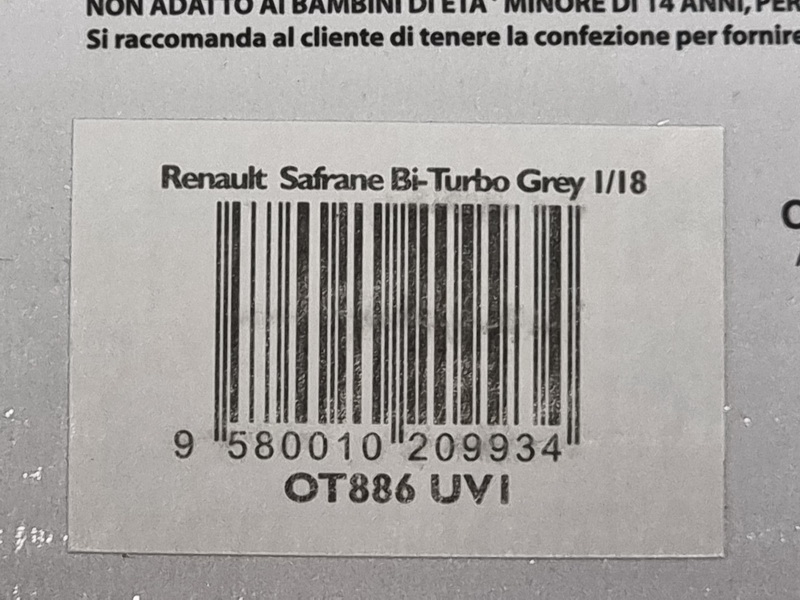 NON ADATTO AI BAMBINI DI ETA' MINORE DI 14 ANNI, PER
Si raccomanda al cliente di tenere la confezione per fornire
Renault Safrane Bi-Turbo Grey 1/18
9 580010 209934
OT886 UV1